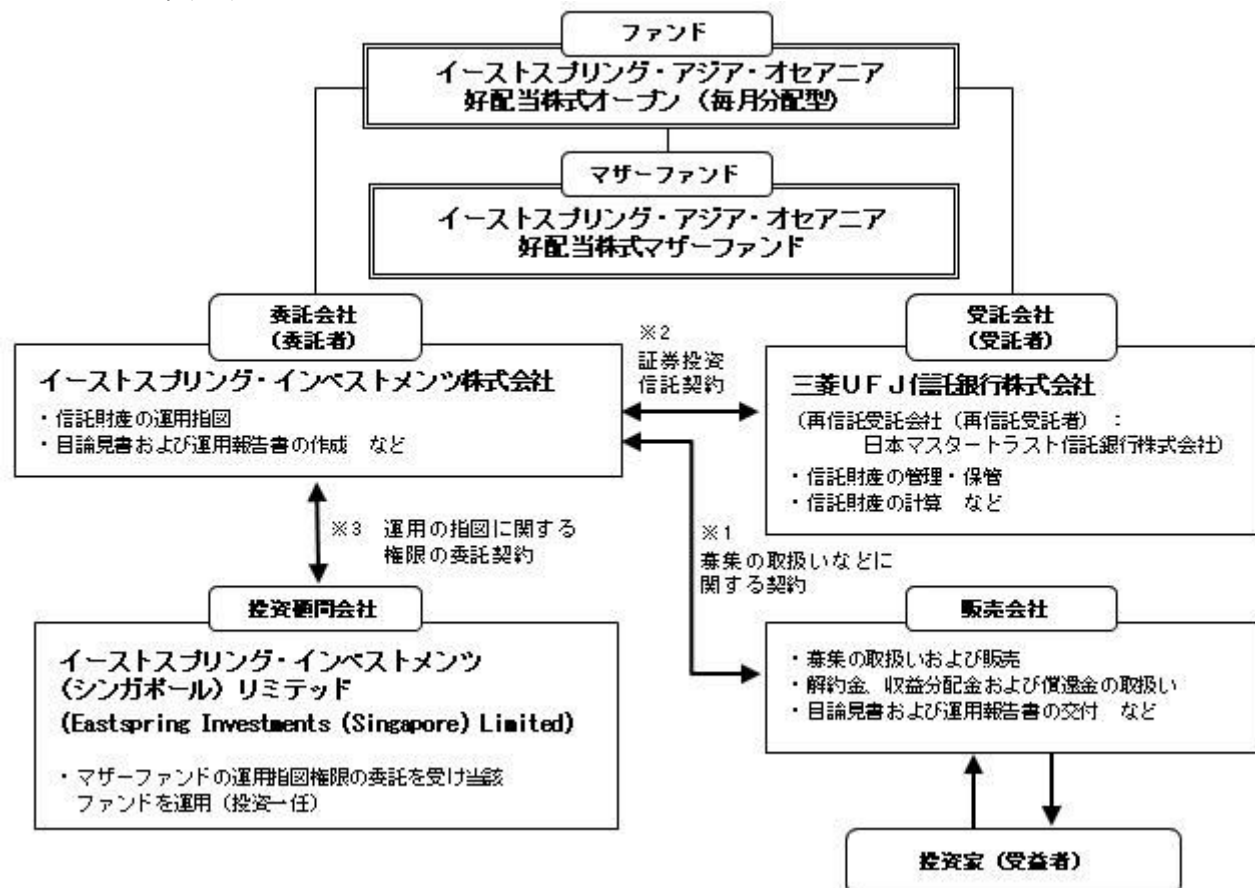 ファンド
イーストスプリング・アジア・オセアニア
好配当株式オープン（毎月分配型）
マザーファンド
イーストスプリング・アジア・オセアニア
好配当株式マザーファンド
委託会社
（委託者）
イーストスプリング・インベストメンツ株式会社
・信託財産の運用指図
・目論見書および運用報告書の作成　など
※2
証券投資
信託契約
受託会社
（受託者）
三菱ＵＦＪ信託銀行株式会社
（再信託受託会社（再信託受託者）　：
日本マスタートラスト信託銀行株式会社）
・信託財産の管理・保管
・信託財産の計算　など
※3　運用の指図に関する
権限の委託契約
※1
募集の取扱いなどに
関する契約
投資顧問会社
イーストスプリング・インベストメンツ
（シンガポール）リミテッド
(Eastspring Investments (Singapore) Limited)
・マザーファンドの運用指図権限の委託を受け当該
ファンドを運用（投資一任）
販売会社
・募集の取扱いおよび販売
・解約金、収益分配金および償還金の取扱い
・目論見書および運用報告書の交付　など
投資家（受益者）